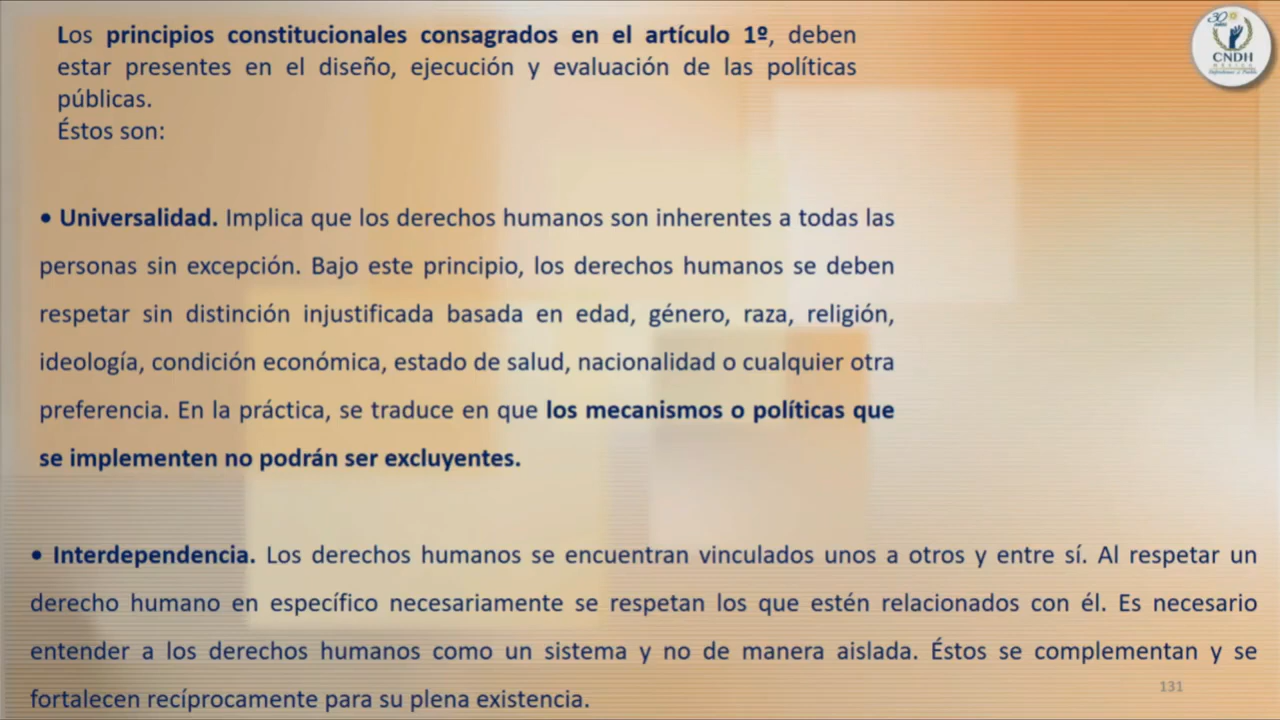 Los principios constitucionales consagrados en el artículo 1º, deben
estar presentes en el diseño, ejecución y evaluación de las políticas
públicas.
Éstos son:
• Universalidad. Implica que los derechos humanos son inherentes a todas las
personas sin excepción. Bajo este principio, los derechos humanos se deben
respetar sin distinción injustificada basada en edad, género, raza, religión,
ideología, condición económica, estado de salud, nacionalidad o cualquier otra
preferencia. En la práctica, se traduce en que los mecanismos o políticas que
se implementen no podrán ser excluyentes.
• Interdependencia. Los derechos humanos se encuentran vinculados unos a otros y entre sí. Al respetar un
derecho humano en específico necesariamente se respetan los que estén relacionados con él. Es necesario
entender a los derechos humanos como un sistema y no de manera aislada. Éstos se complementan y se
fortalecen recíprocamente para su plena existencia.
131
30
CNDH
MÉXICO